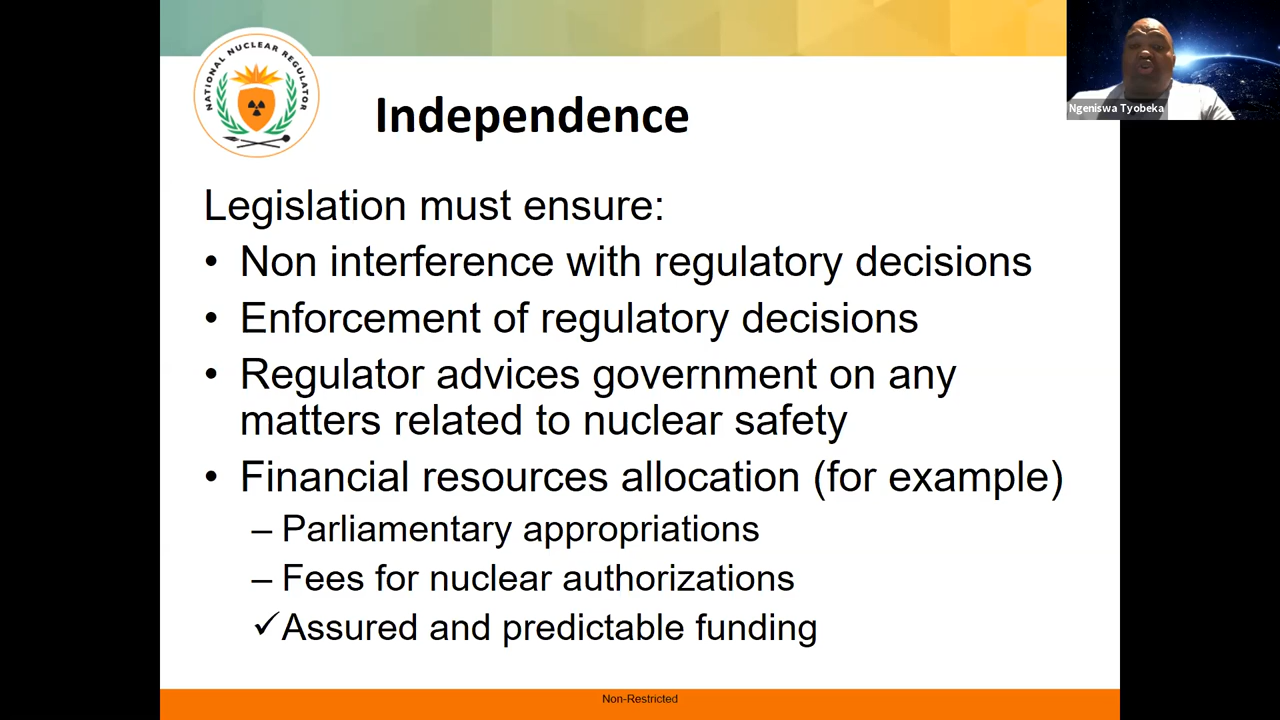 NATIONAL NUCLEAR REGULATOR
Independence
Ngeniswa Tyobeka
Legislation must ensure:
• Non interference with regulatory decisions
• Enforcement of regulatory decisions
• Regulator advices government on any
matters related to nuclear safety
• Financial resources allocation (for example)
– Parliamentary appropriations
– Fees for nuclear authorizations
✓Assured and predictable funding
Non-Restricted